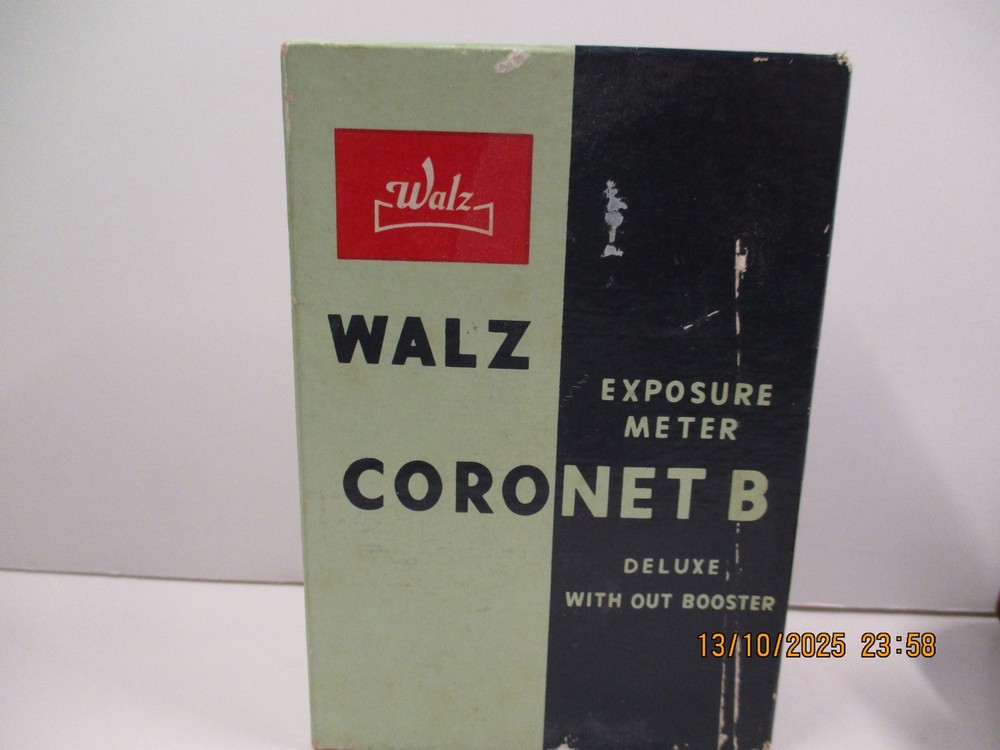 Walz
WALZ
EXPOSURE
METER
CORONET B
DELUXE
WITH OUT BOOSTER
13/10/2025 23:58